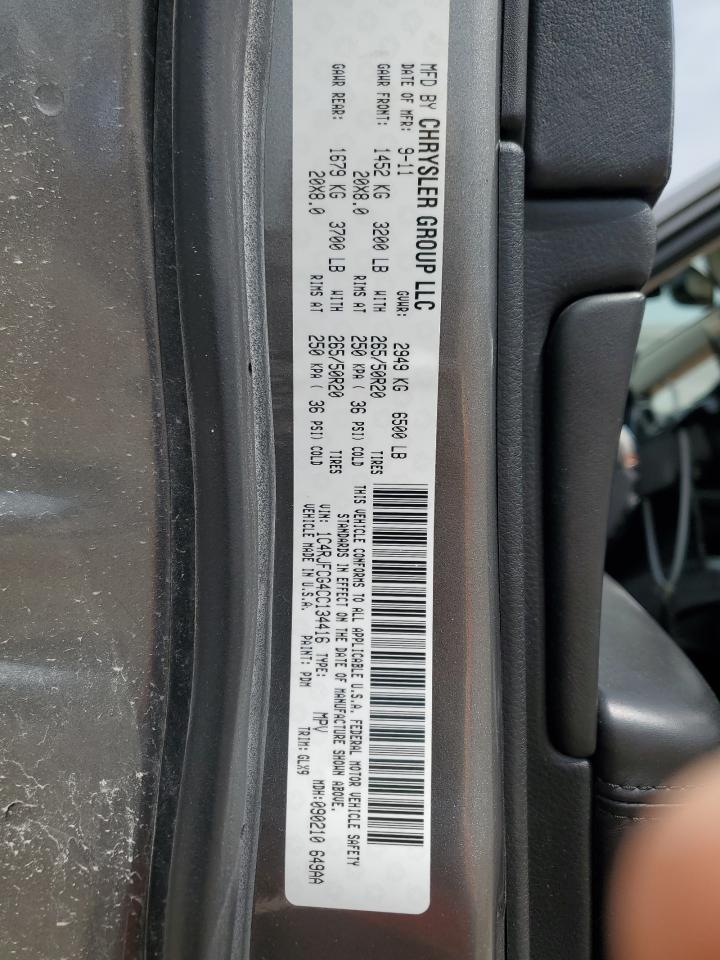 MFD BY CHRYSLER GROUP LLC
DATE OF MFR: 9-11 GVWR: 2949 KG 6500 LB
GAWR FRONT: 1452 KG 3200 LB WITH 265/50R20 TIRES
20X8.0 RIMS AT 250 KPA ( 36 PSI) COLD
GAWR REAR: 1679 KG 3700 LB WITH 265/50R20 TIRES
20X8.0 RIMS AT 250 KPA ( 36 PSI) COLD
THIS VEHICLE CONFORMS TO ALL APPLICABLE U.S.A. FEDERAL MOTOR VEHICLE SAFETY
STANDARDS IN EFFECT ON THE DATE OF MANUFACTURE SHOWN ABOVE.
VIN: 1C4RJFCG4CC134416 TYPE: MPV MDH:090210 649AA
VEHICLE MADE IN U.S.A. PAINT: PDM TRIM:GLX9